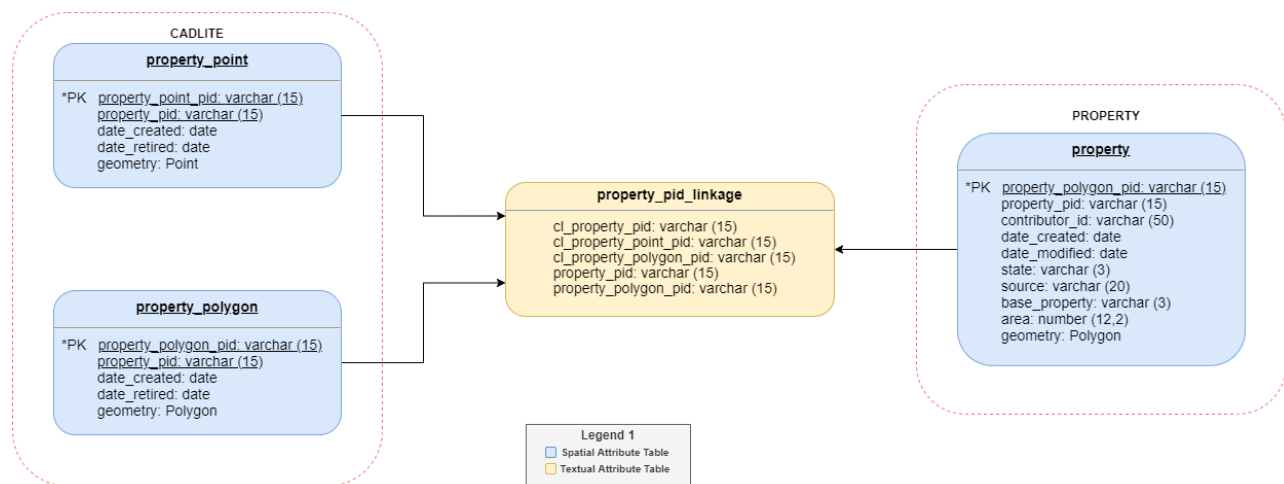 CADLITE
property_point
*PK property_point_pid: varchar (15)
property_pid: varchar (15)
date_created: date
date_retired: date
geometry: Point
property_polygon
*PK property_polygon_pid: varchar (15)
property_pid: varchar (15)
date_created: date
date_retired: date
geometry: Polygon
property_pid_linkage
cl_property_pid: varchar (15)
cl_property_point_pid: varchar (15)
cl_property_polygon_pid: varchar (15)
property_pid: varchar (15)
property_polygon_pid: varchar (15)
PROPERTY
property
*PK property_polygon_pid: varchar (15)
property_pid: varchar (15)
contributor_id: varchar (50)
date_created: date
date_modified: date
state: varchar (3)
source: varchar (20)
base_property: varchar (3)
area: number (12,2)
geometry: Polygon
Legend 1
Spatial Attribute Table
Textual Attribute Table